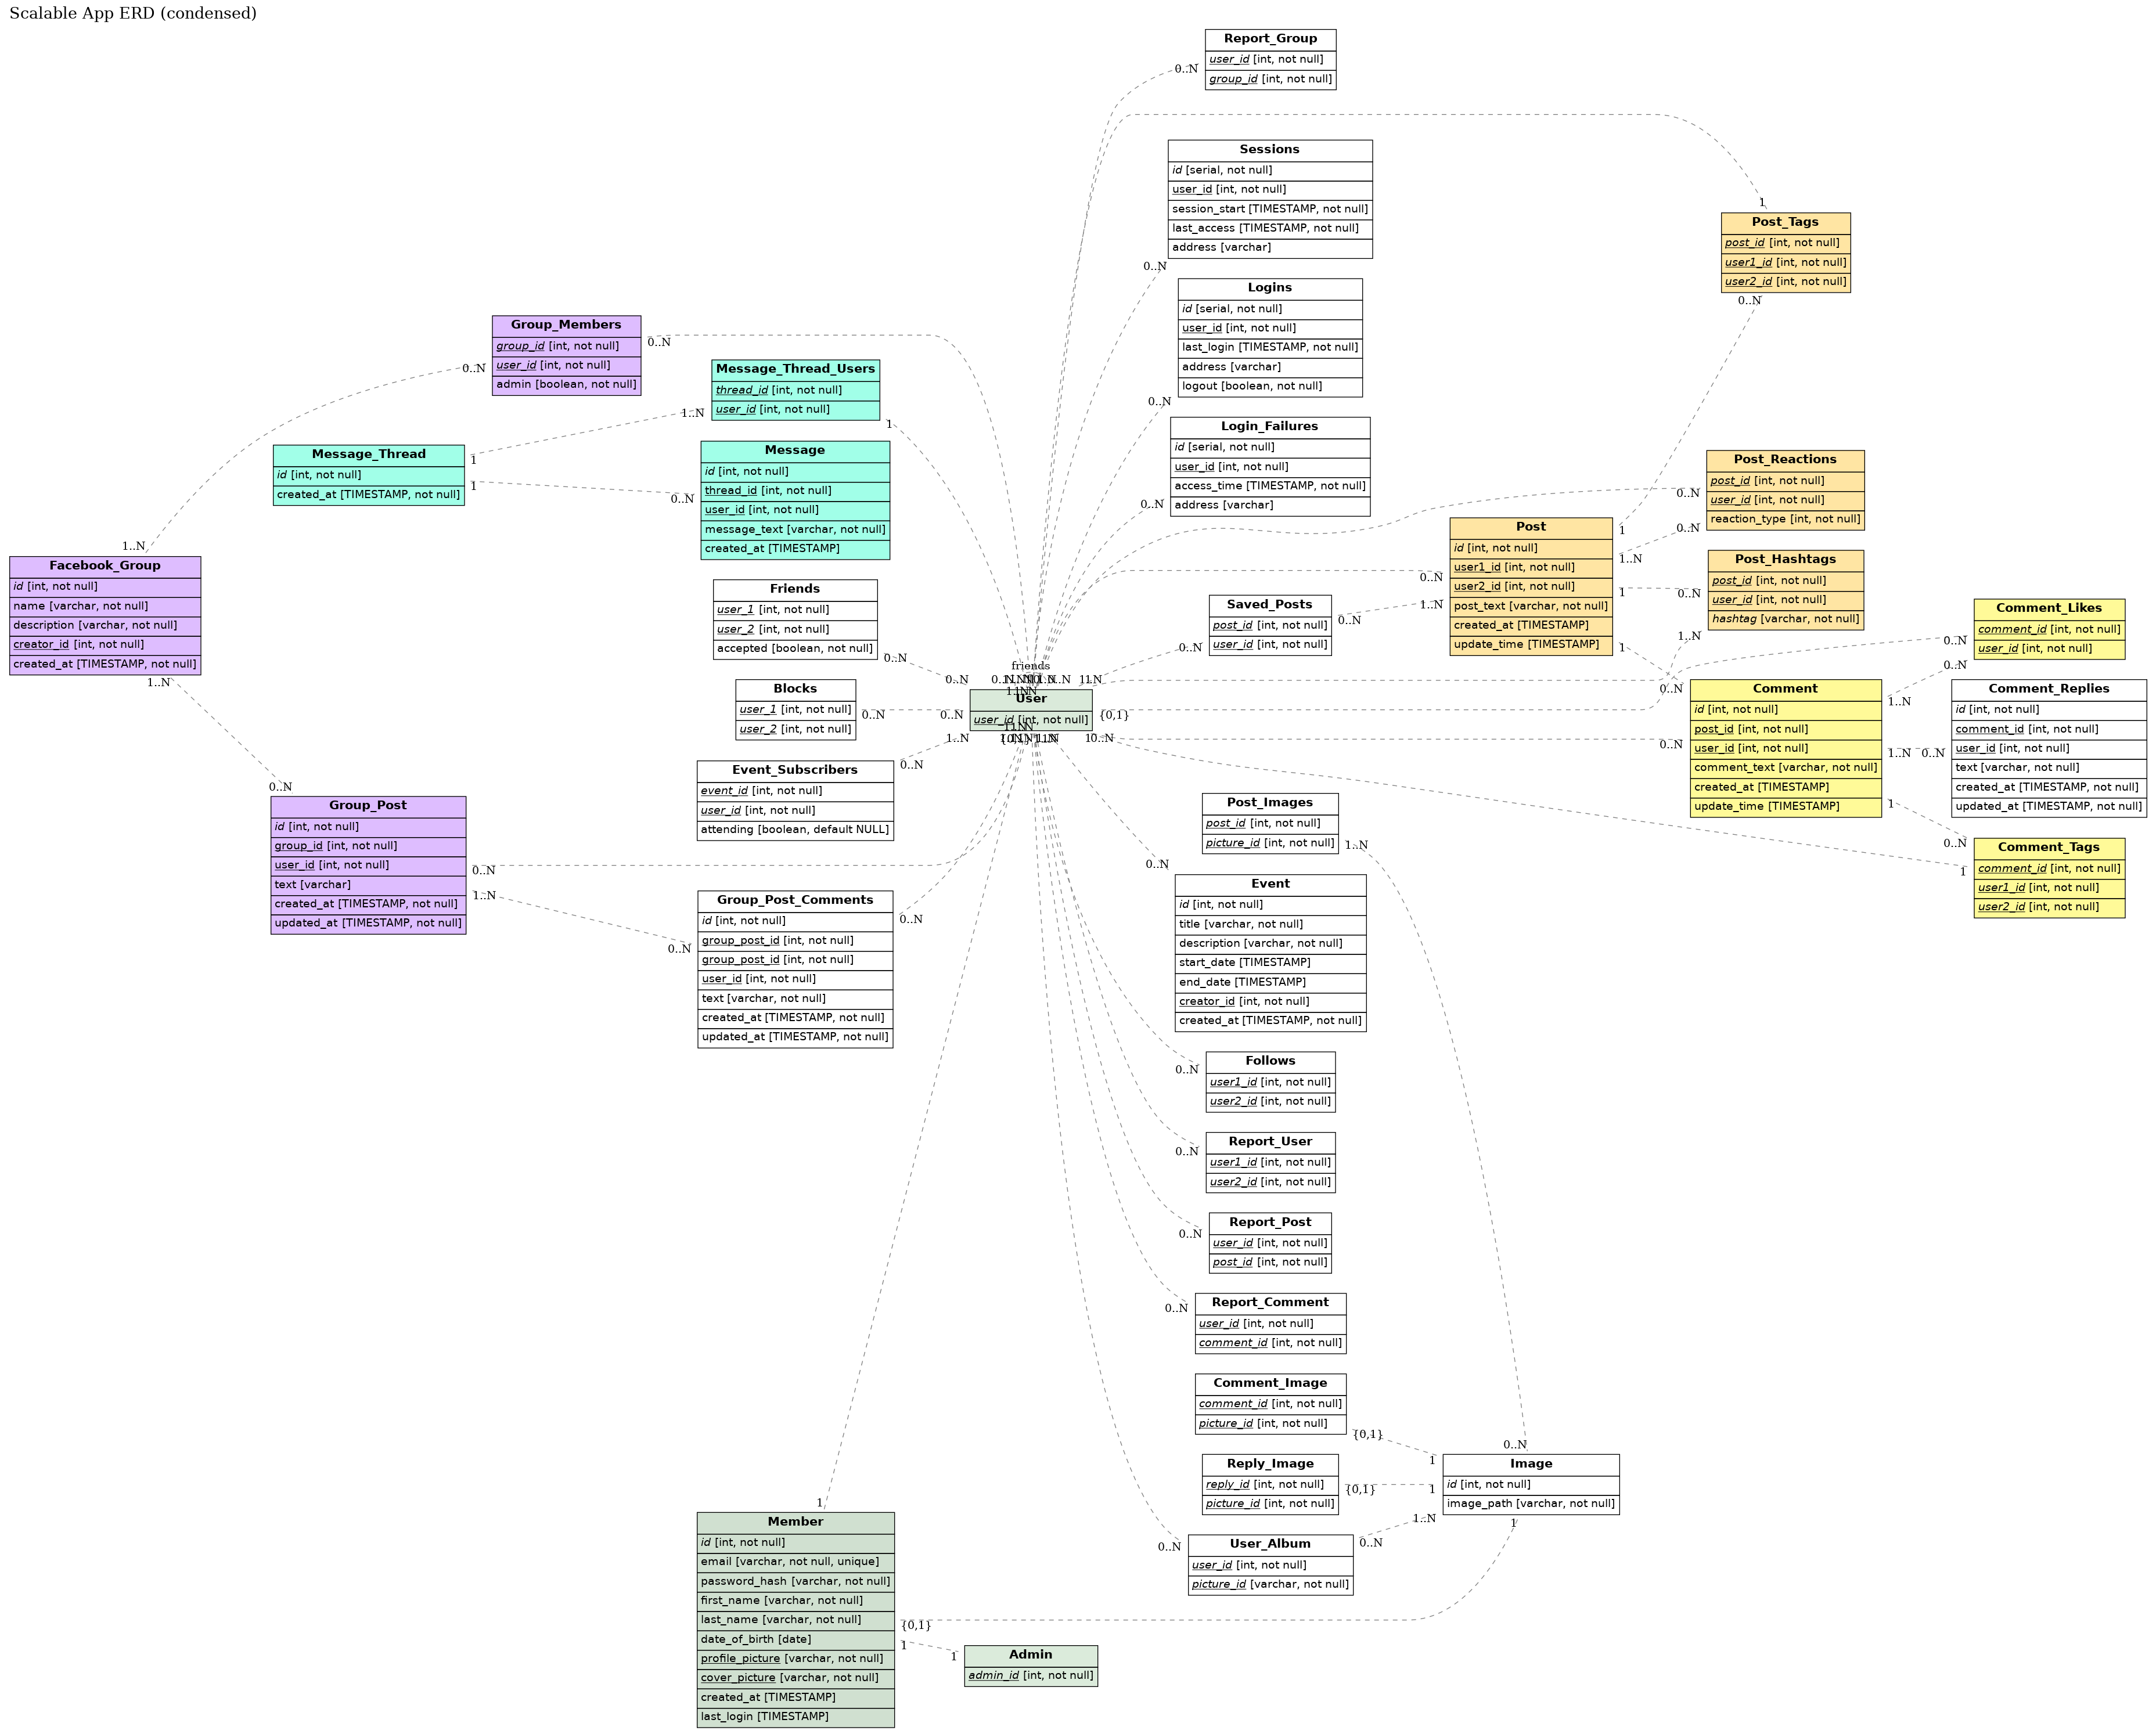 Scalable App ERD (condensed)
Report_Group
user_id [int, not null]
group_id [int, not null]
0..N
Sessions
id [serial, not null]
user_id [int, not null]
session_start [TIMESTAMP, not null]
last_access [TIMESTAMP, not null]
address [varchar]
0..N
1
Post_Tags
post_id [int, not null]
user1_id [int, not null]
user2_id [int, not null]
0..N
Logins
id [serial, not null]
user_id [int, not null]
last_login [TIMESTAMP, not null]
address [varchar]
logout [boolean, not null]
0..N
Group_Members
group_id [int, not null]
user_id [int, not null]
admin [boolean, not null]
0..N
0..N
Message_Thread_Users
thread_id [int, not null]
user_id [int, not null]
1..N
1
Login_Failures
id [serial, not null]
user_id [int, not null]
access_time [TIMESTAMP, not null]
address [varchar]
0..N
Message_Thread
id [int, not null]
created_at [TIMESTAMP, not null]
1
1
Message
id [int, not null]
thread_id [int, not null]
user_id [int, not null]
message_text [varchar, not null]
created_at [TIMESTAMP]
0..N
Post_Reactions
post_id [int, not null]
user_id [int, not null]
reaction_type [int, not null]
0..N
0..N
Post
id [int, not null]
user1_id [int, not null]
user2_id [int, not null]
post_text [varchar, not null]
created_at [TIMESTAMP]
update_time [TIMESTAMP]
0..N
1..N
1
1..N
1
1
1..N
Facebook_Group
id [int, not null]
name [varchar, not null]
description [varchar, not null]
creator_id [int, not null]
created_at [TIMESTAMP, not null]
1..N
Post_Hashtags
post_id [int, not null]
user_id [int, not null]
hashtag [varchar, not null]
0..N
1..N
Friends
user_1 [int, not null]
user_2 [int, not null]
accepted [boolean, not null]
0..N
Saved_Posts
post_id [int, not null]
user_id [int, not null]
0..N
0..N
Comment_Likes
comment_id [int, not null]
user_id [int, not null]
0..N
0..N
friends
0..N
User
user_id [int, not null]
0..N
{0,1}
1..N
Blocks
user_1 [int, not null]
user_2 [int, not null]
0..N
Comment
id [int, not null]
post_id [int, not null]
user_id [int, not null]
comment_text [varchar, not null]
created_at [TIMESTAMP]
update_time [TIMESTAMP]
0..N
0..N
1..N
1..N
1
Comment_Replies
id [int, not null]
comment_id [int, not null]
user_id [int, not null]
text [varchar, not null]
created_at [TIMESTAMP, not null]
updated_at [TIMESTAMP, not null]
0..N
Event_Subscribers
event_id [int, not null]
user_id [int, not null]
attending [boolean, default NULL]
0..N
0..N
Group_Post
id [int, not null]
group_id [int, not null]
user_id [int, not null]
text [varchar]
created_at [TIMESTAMP, not null]
updated_at [TIMESTAMP, not null]
0..N
1..N
Post_Images
post_id [int, not null]
picture_id [int, not null]
1..N
0..N
Comment_Tags
comment_id [int, not null]
user1_id [int, not null]
user2_id [int, not null]
1
Event
id [int, not null]
title [varchar, not null]
description [varchar, not null]
start_date [TIMESTAMP]
end_date [TIMESTAMP]
creator_id [int, not null]
created_at [TIMESTAMP, not null]
0..N
Group_Post_Comments
id [int, not null]
group_post_id [int, not null]
group_post_id [int, not null]
user_id [int, not null]
text [varchar, not null]
created_at [TIMESTAMP, not null]
updated_at [TIMESTAMP, not null]
0..N
0..N
Follows
user1_id [int, not null]
user2_id [int, not null]
0..N
Report_User
user1_id [int, not null]
user2_id [int, not null]
0..N
Report_Post
user_id [int, not null]
post_id [int, not null]
0..N
Report_Comment
user_id [int, not null]
comment_id [int, not null]
0..N
Comment_Image
comment_id [int, not null]
picture_id [int, not null]
{0,1}
0..N
Reply_Image
reply_id [int, not null]
picture_id [int, not null]
{0,1}
Image
id [int, not null]
image_path [varchar, not null]
1
1
1..N
1
User_Album
user_id [int, not null]
picture_id [varchar, not null]
0..N
0..N
1
Member
id [int, not null]
email [varchar, not null, unique]
password_hash [varchar, not null]
first_name [varchar, not null]
last_name [varchar, not null]
date_of_birth [date]
profile_picture [varchar, not null]
cover_picture [varchar, not null]
created_at [TIMESTAMP]
last_login [TIMESTAMP]
{0,1}
1
1
Admin
admin_id [int, not null]